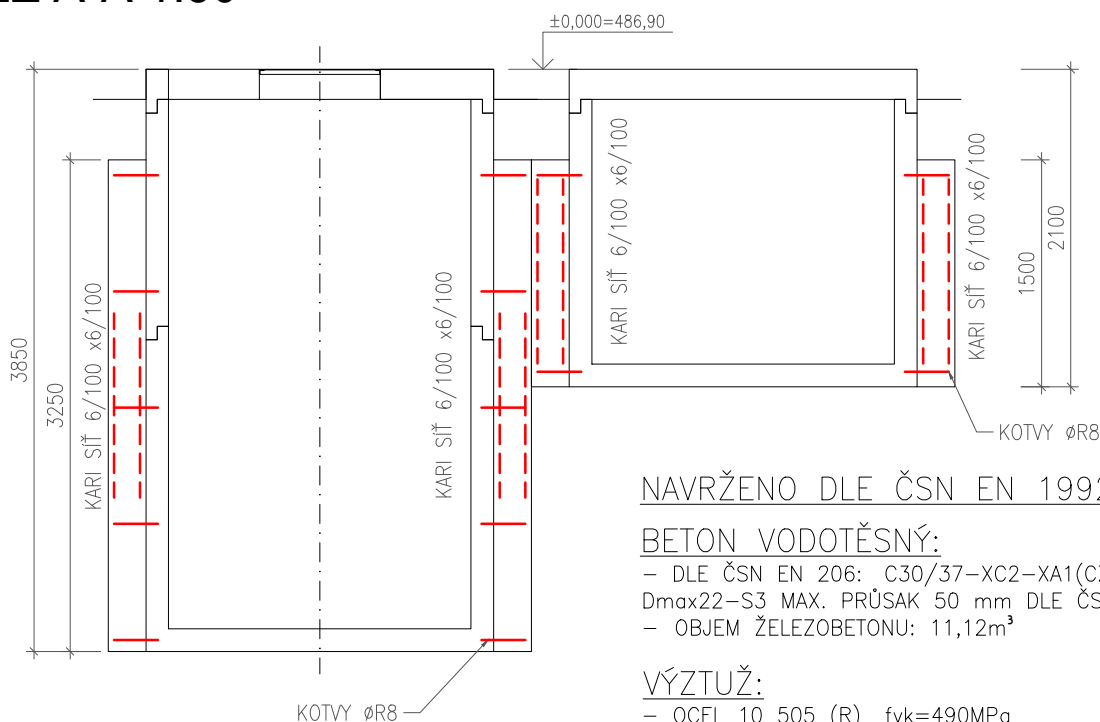 ±0,000=486,90
KARI SÍŤ 6/100 x6/100
KARI SÍŤ 6/100 x6/100
KARI SÍŤ 6/100 x6/100
KARI SÍŤ 6/100 x6/100
3850
3250
1500
2100
KOTVY øR8
KOTVY øR8
NAVRŽENO DLE ČSN EN 1992
BETON VODOTĚSNÝ:
– DLE ČSN EN 206: C30/37–XC2–XA1(CZ
Dmax22–S3 MAX. PRŮSAK 50 mm DLE ČS
– OBJEM ŽELEZOBETONU: 11,12m³
VÝZTUŽ:
– OCEL 10 505 (R) fyk=490MPa